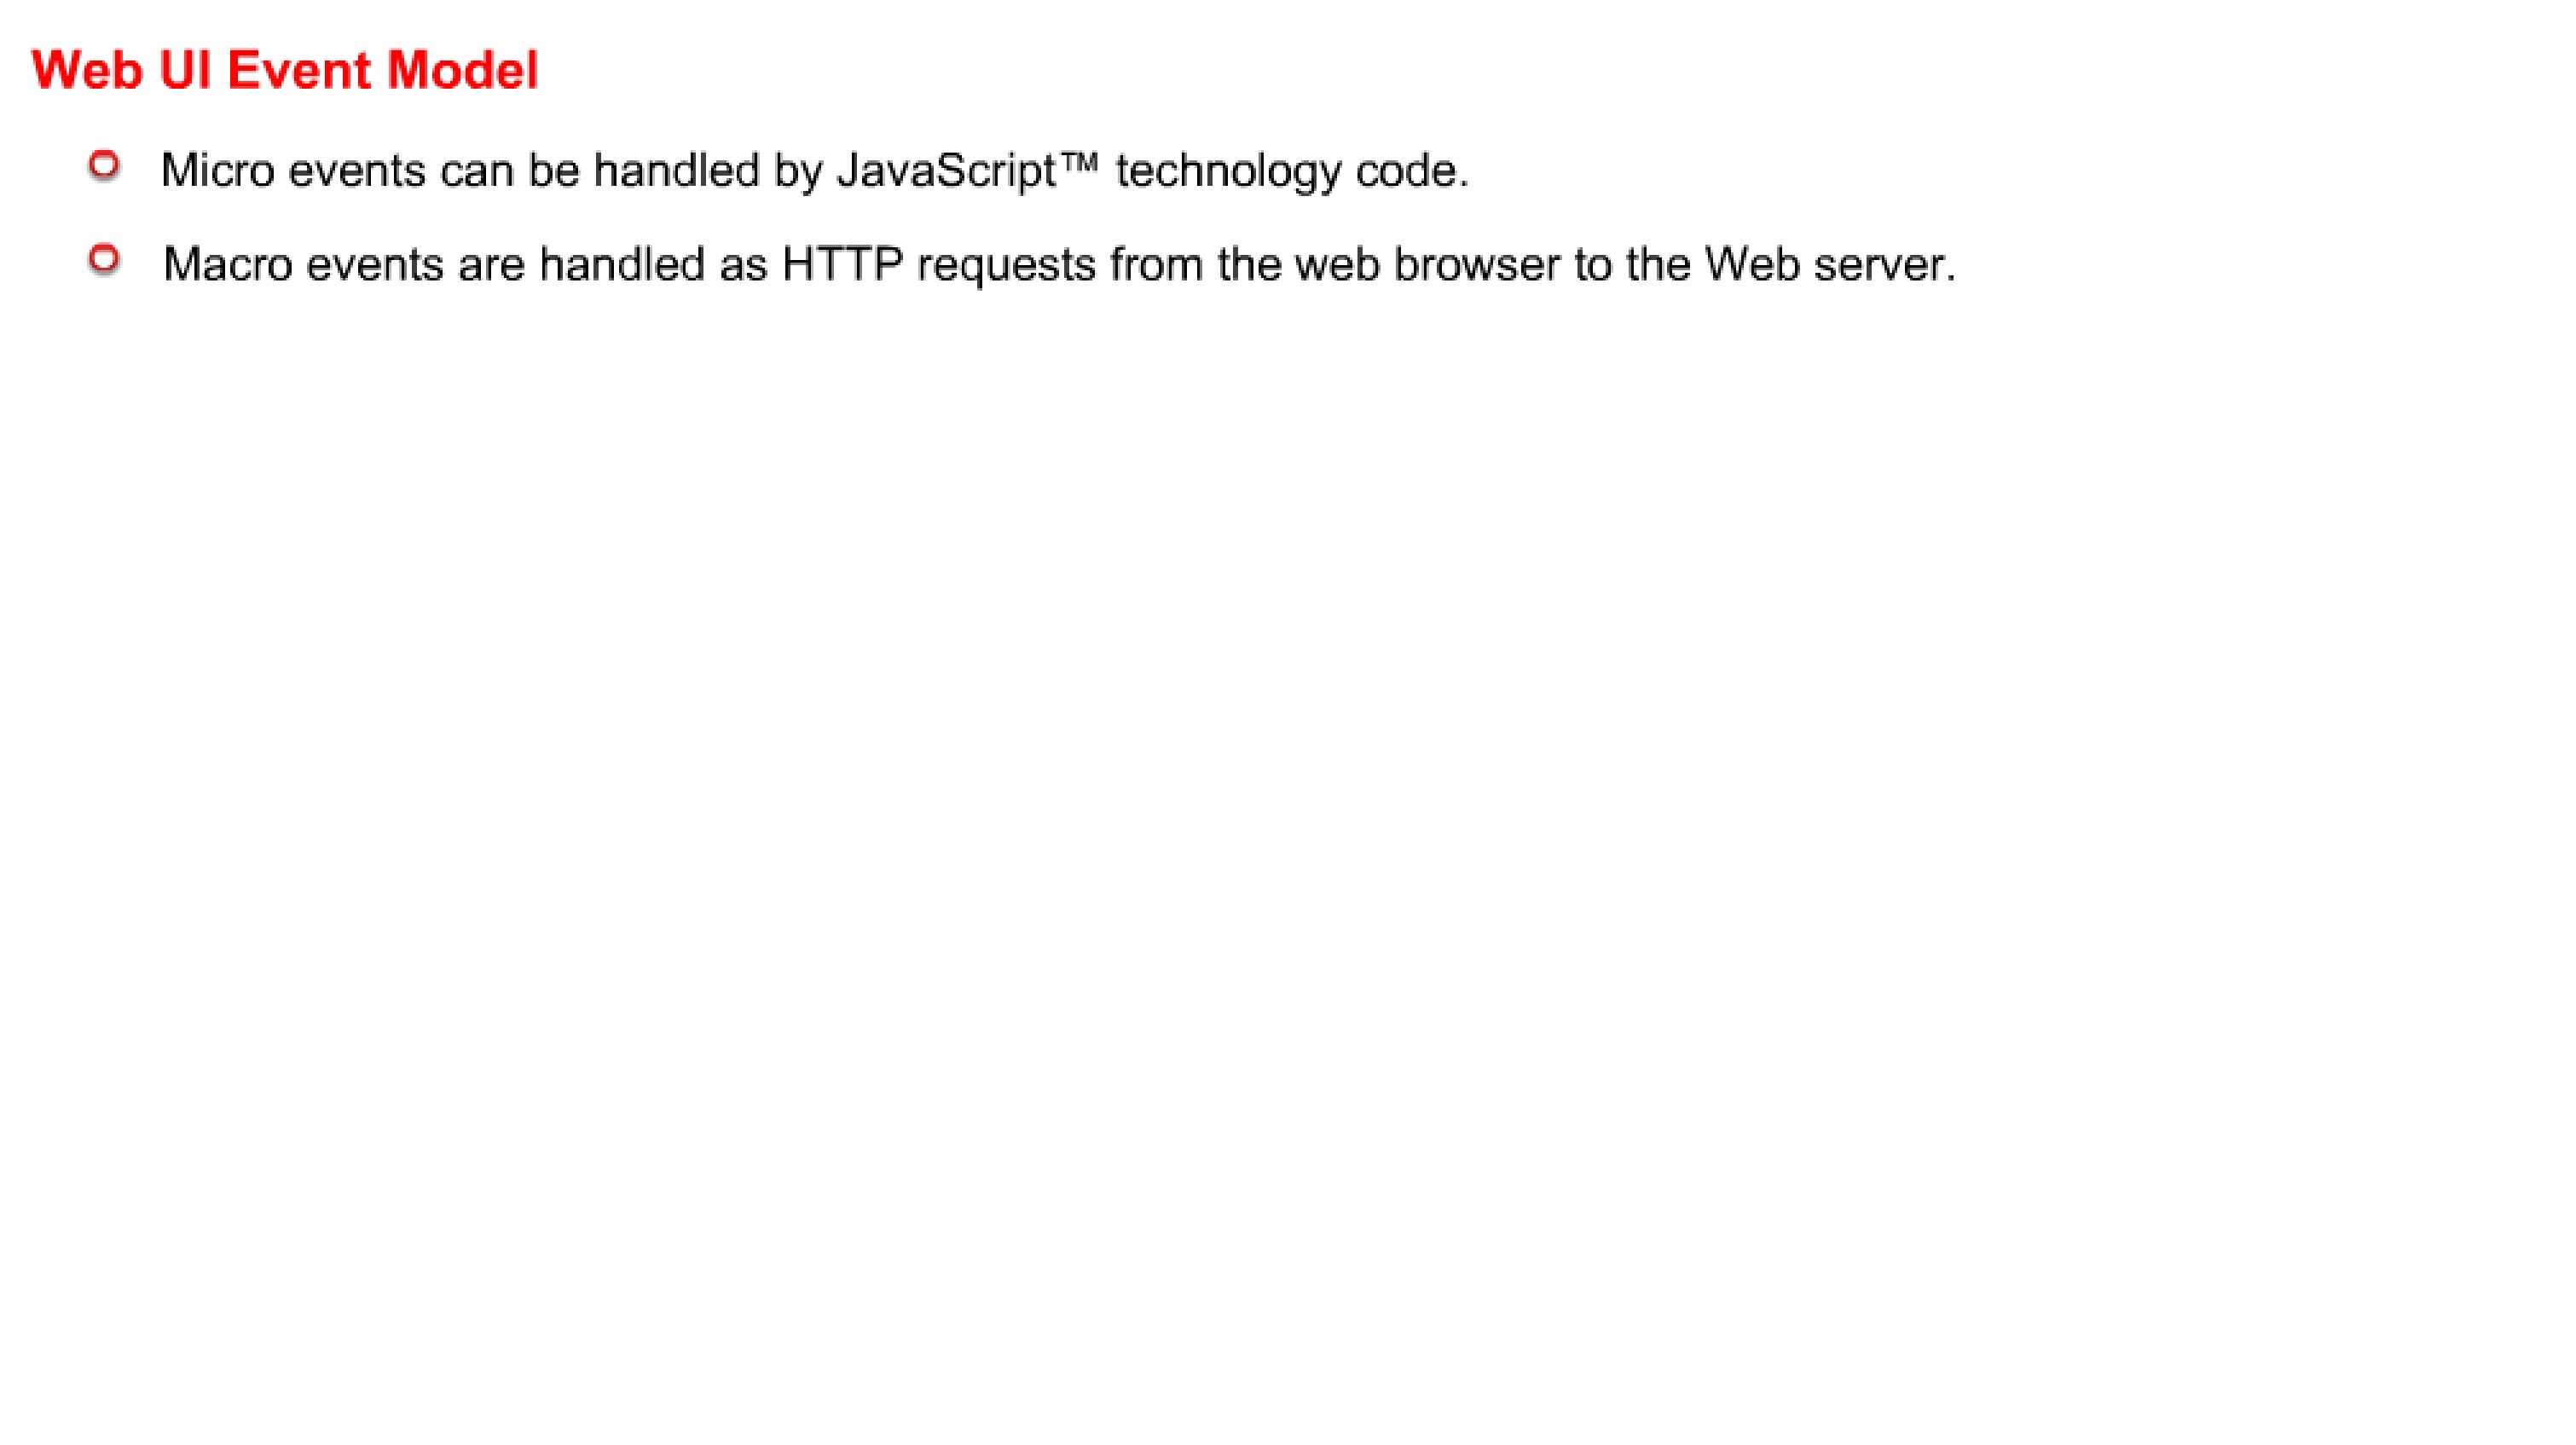 Web UI Event Model
Micro events can be handled by JavaScript™ technology code.
Macro events are handled as HTTP requests from the web browser to the Web server.